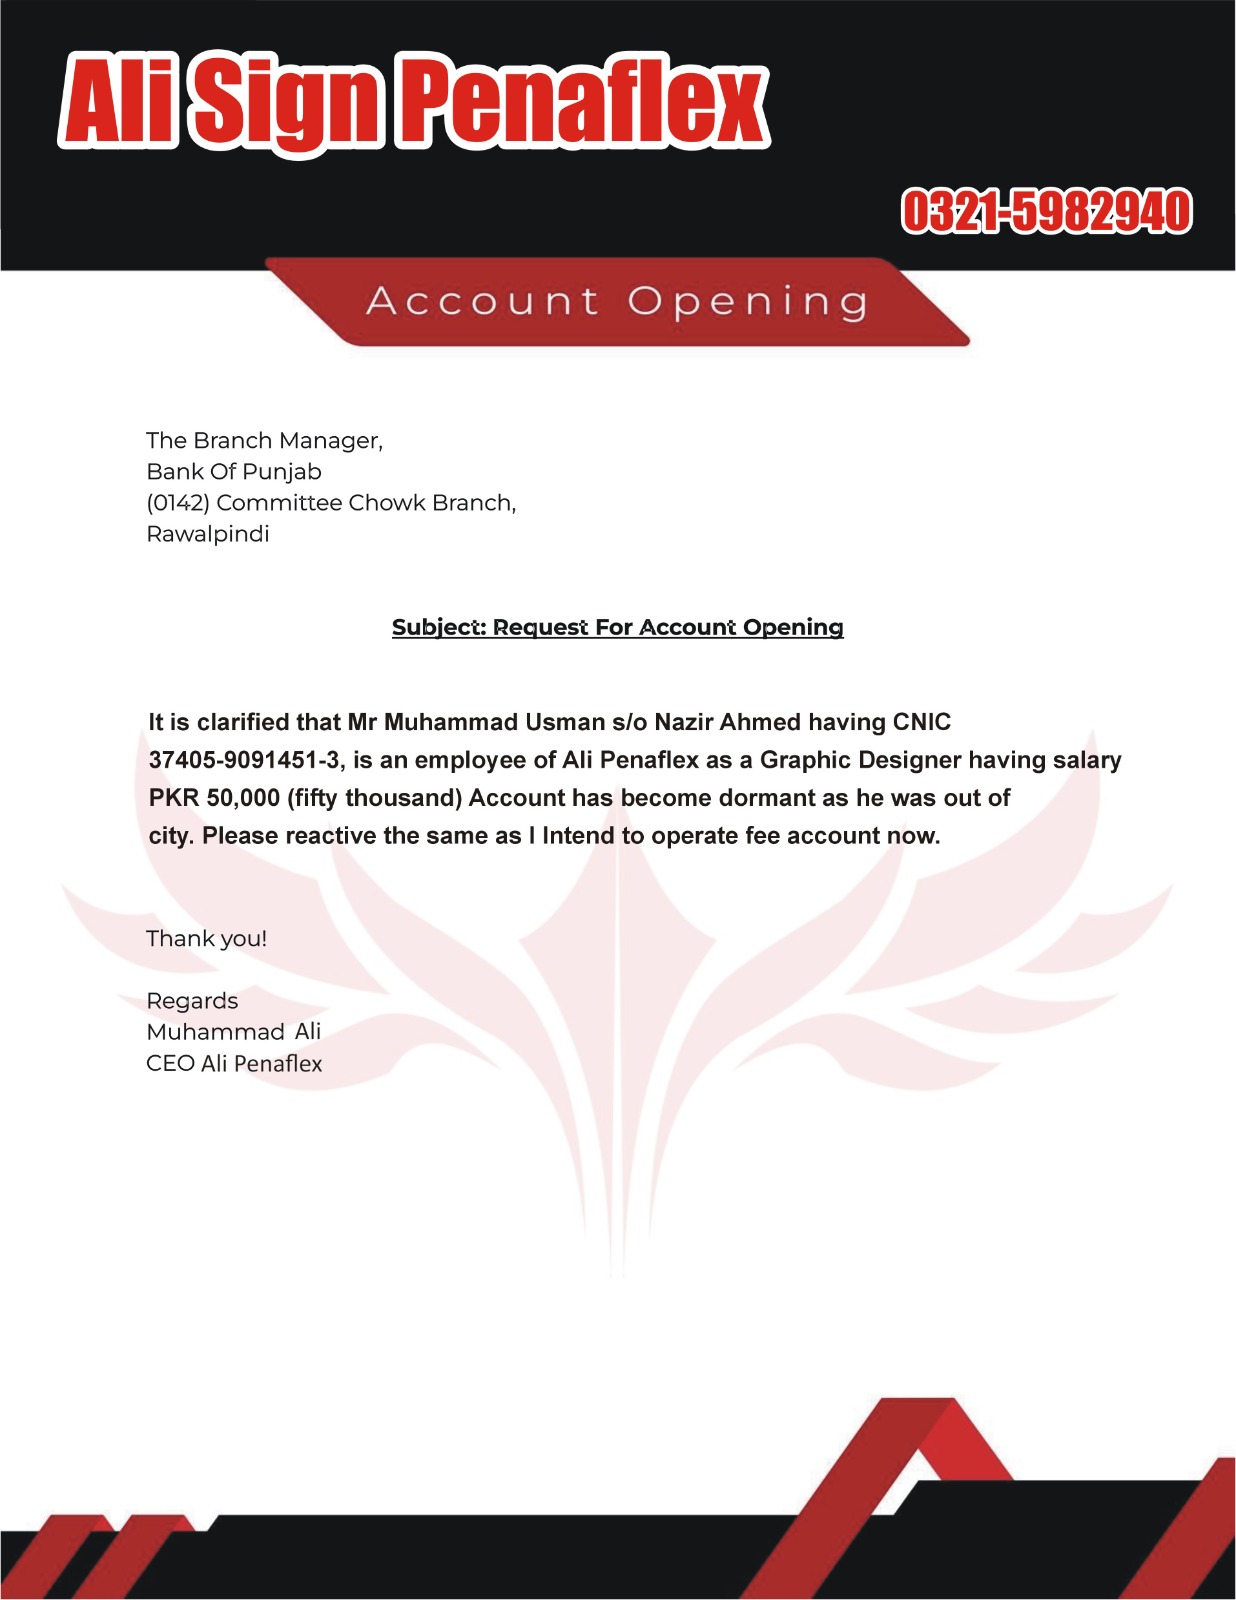 Ali Sign Penaflex
0321-5982940
Account Opening
The Branch Manager,
Bank Of Punjab
(0142) Committee Chowk Branch,
Rawalpindi
Subject: Request For Account Opening
It is clarified that Mr Muhammad Usman s/o Nazir Ahmed having CNIC
37405-9091451-3, is an employee of Ali Penaflex as a Graphic Designer having salary
PKR 50,000 (fifty thousand) Account has become dormant as he was out of
city. Please reactive the same as I Intend to operate fee account now.
Thank you!
Regards
Muhammad Ali
CEO Ali Penaflex